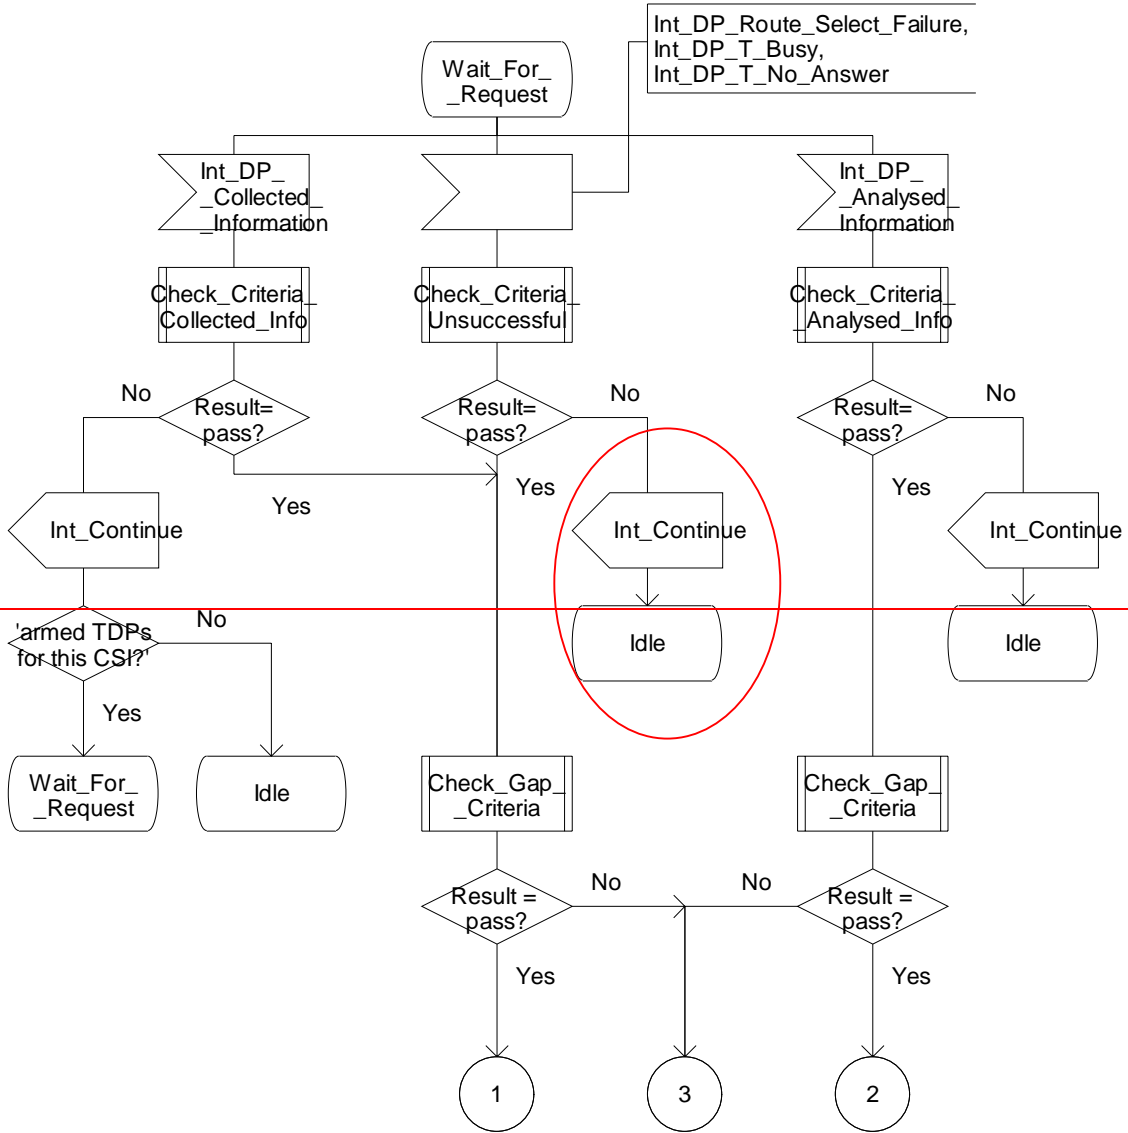 Int_DP_Route_Select_Failure,
Int_DP_T_Busy,
Int_DP_T_No_Answer
Wait_For_
_Request
Int_DP_
_Collected_
_Information
Int_DP_
_Analysed_
Information
Check_Criteria_
Collected_Info
Check_Criteria_
Unsuccessful
Check_Criteria_
_Analysed_Info
No
Result=
pass?
Yes
Result=
pass?
No
Yes
Result=
pass?
No
Yes
Int_Continue
Int_Continue
Int_Continue
'armed TDPs
for this CSI?'
No
Yes
Idle
Idle
Wait_For_
_Request
Idle
Check_Gap_
_Criteria
Check_Gap_
_Criteria
Result =
pass?
No
No
Result =
pass?
Yes
Yes
1
3
2